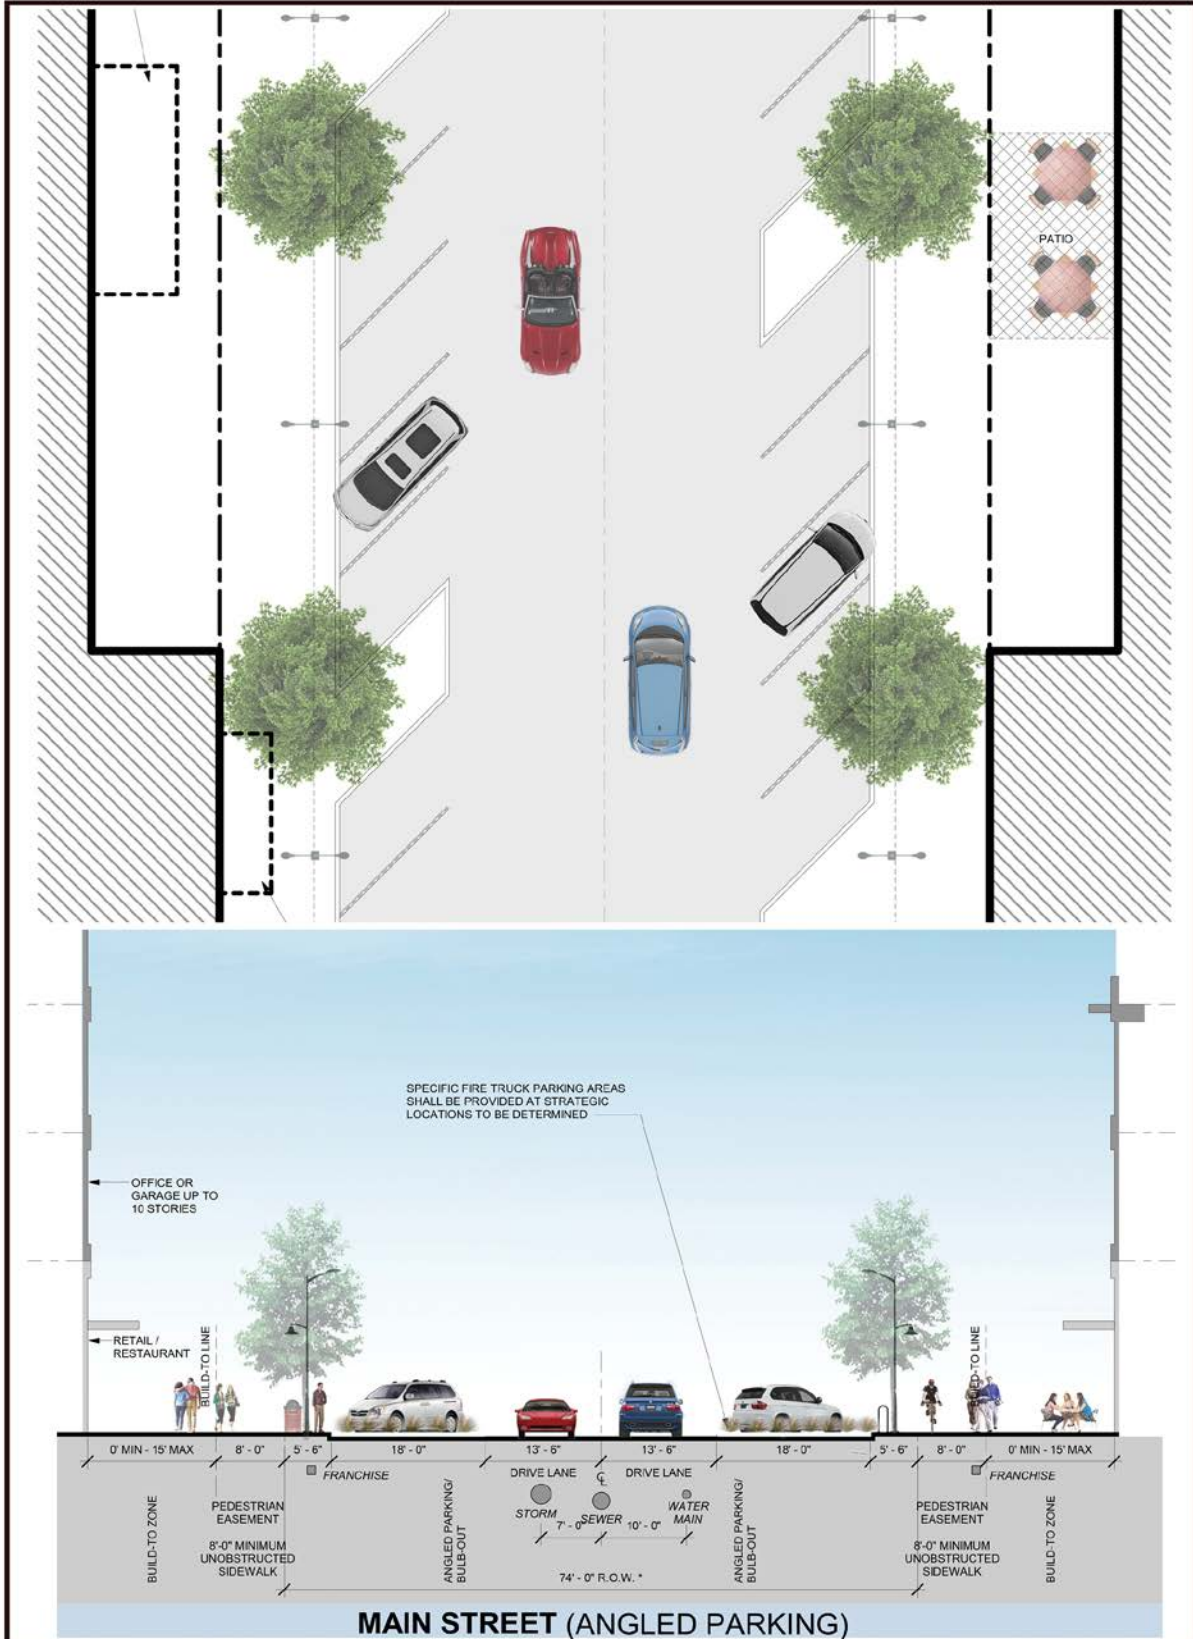 PATIO
SPECIFIC FIRE TRUCK PARKING AREAS
SHALL BE PROVIDED AT STRATEGIC
LOCATIONS TO BE DETERMINED
OFFICE OR
GARAGE UP TO
10 STORIES
RETAIL /
RESTAURANT
BUILD-TO LINE
BUILD-TO LINE
0' MIN - 15' MAX
8' - 0"
5' - 6"
18' - 0"
13' - 6"
13' - 6"
18' - 0"
5' - 6"
8' - 0"
0' MIN - 15' MAX
FRANCHISE
DRIVE LANE
DRIVE LANE
FRANCHISE
STORM
SEWER
WATER
MAIN
7' - 0"
10' - 0"
BUILD-TO ZONE
PEDESTRIAN
EASEMENT
8'-0" MINIMUM
UNOBSTRUCTED
SIDEWALK
ANGLED PARKING/
BULB-OUT
ANGLED PARKING/
BULB-OUT
PEDESTRIAN
EASEMENT
8'-0" MINIMUM
UNOBSTRUCTED
SIDEWALK
BUILD-TO ZONE
74' - 0" R.O.W. *
MAIN STREET (ANGLED PARKING)